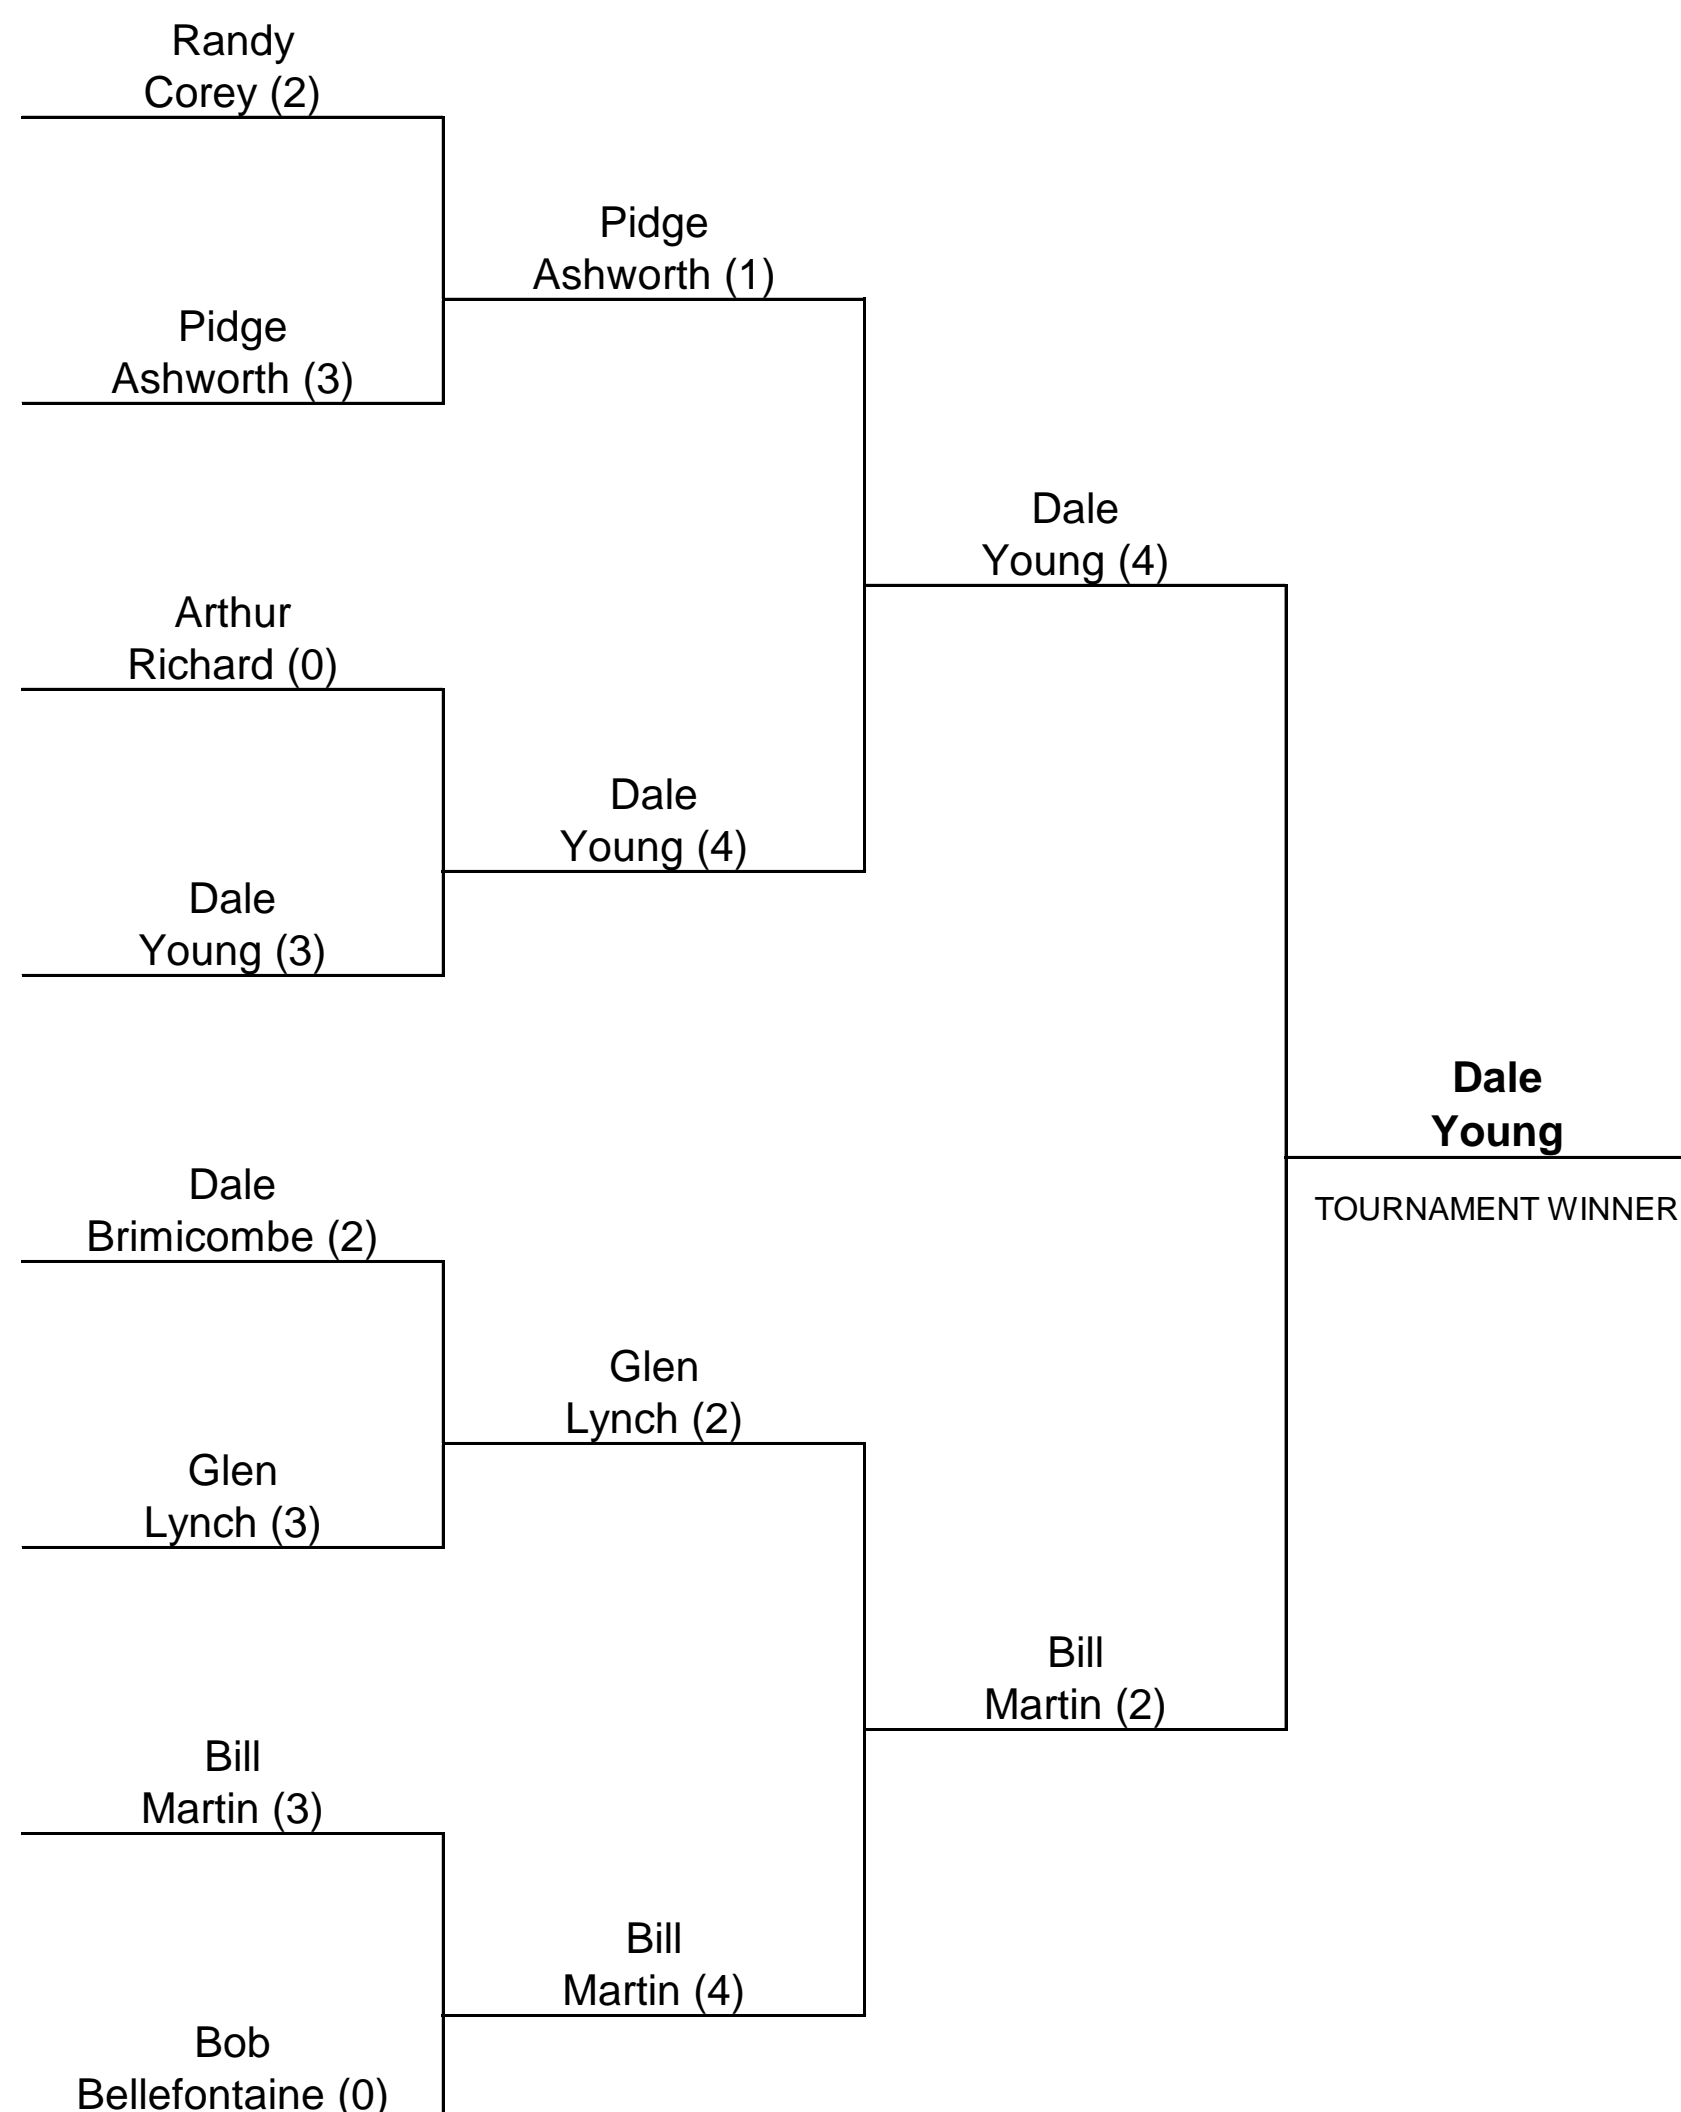 Randy
Corey (2)
Pidge
Ashworth (1)
Pidge
Ashworth (3)
Dale
Young (4)
Arthur
Richard (0)
Dale
Young (4)
Dale
Young (3)
Dale
Young
TOURNAMENT WINNER
Dale
Brimicombe (2)
Glen
Lynch (2)
Glen
Lynch (3)
Bill
Martin (2)
Bill
Martin (3)
Bill
Martin (4)
Bob
Bellefontaine (0)